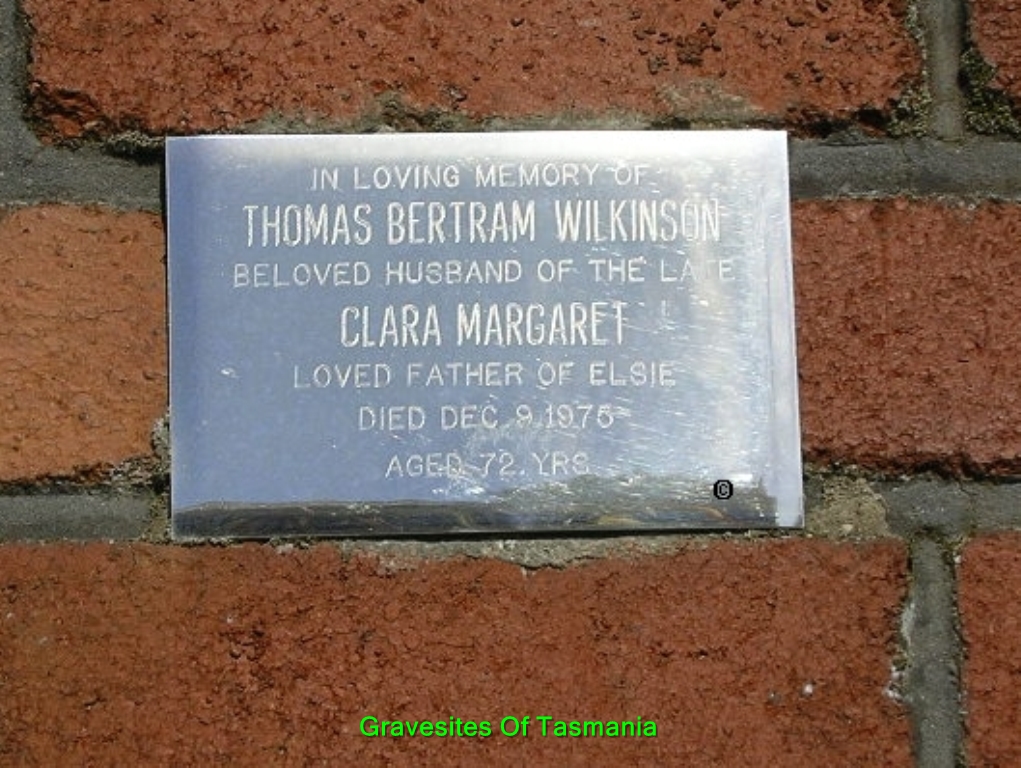 IN LOVING MEMORY OF
THOMAS BERTRAM WILKINSON
BELOVED HUSBAND OF THE LATE
CLARA MARGARET
LOVED FATHER OF ELSIE
DIED DEC. 9. 1975
AGED 72 YRS
©
Gravesites Of Tasmania